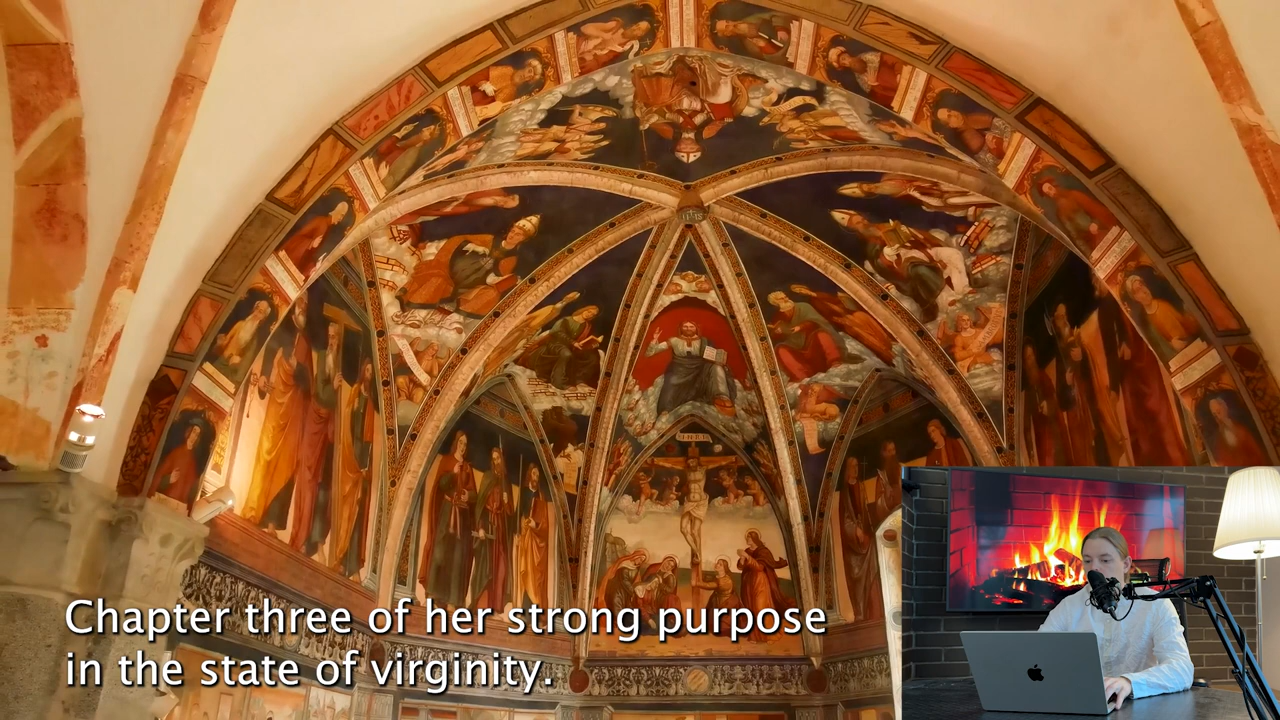 Chapter three of her strong purpose
in the state of virginity.